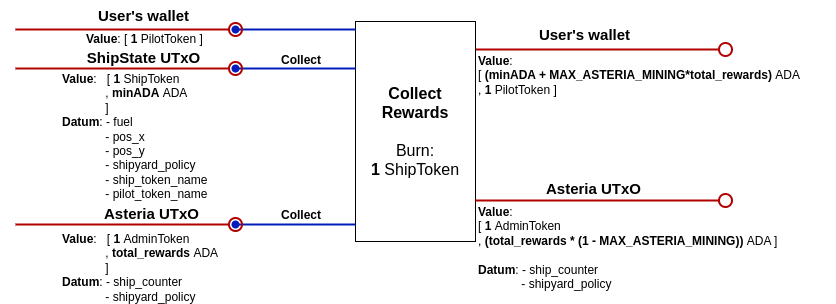 User's wallet
Value: [ 1 PilotToken ]
ShipState UTxO
Collect
Value: [ 1 ShipToken
, minADA ADA
]
Datum: - fuel
- pos_x
- pos_y
- shipyard_policy
- ship_token_name
- pilot_token_name
Asteria UTxO
Collect
Value: [ 1 AdminToken
, total_rewards ADA
]
Datum: - ship_counter
- shipyard_policy
Collect
Rewards
Burn:
1 ShipToken
User's wallet
Value:
[ (minADA + MAX_ASTERIA_MINING*total_rewards) ADA
, 1 PilotToken ]
Asteria UTxO
Value:
[ 1 AdminToken
, (total_rewards * (1 - MAX_ASTERIA_MINING)) ADA ]
Datum: - ship_counter
- shipyard_policy